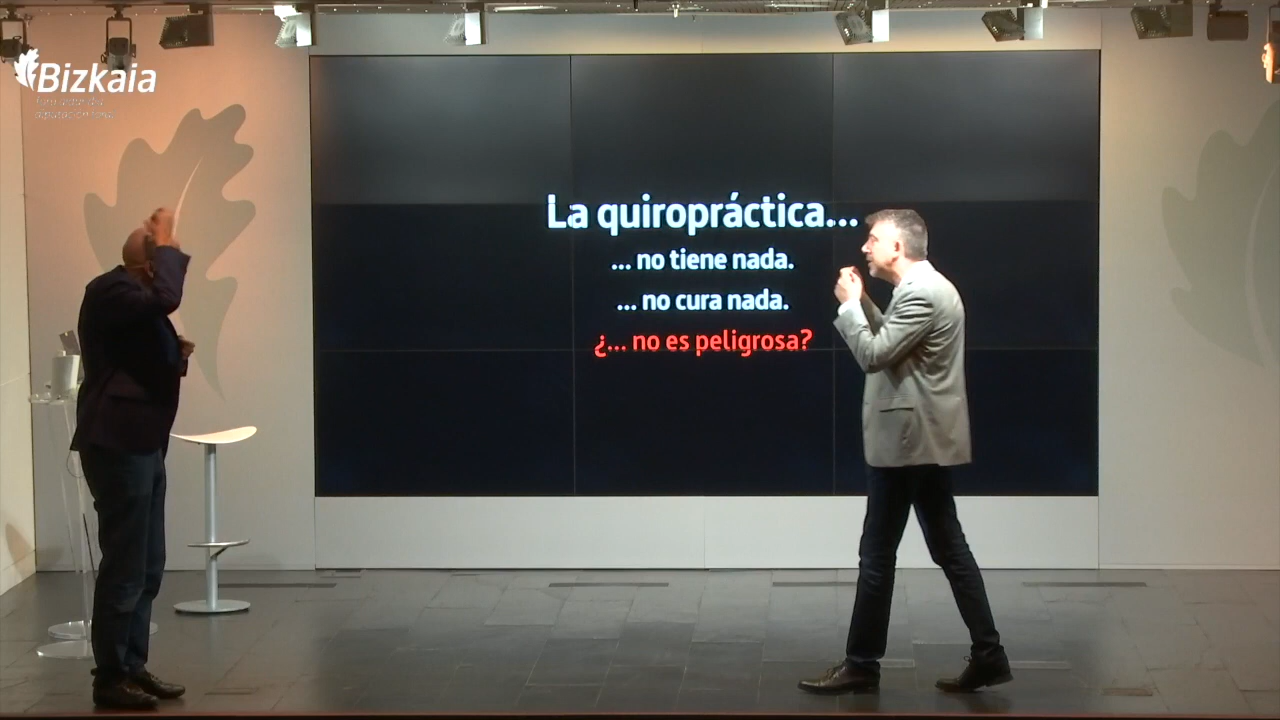 Bizkaia
La quiropráctica...
... no tiene nada.
... no cura nada.
¿... no es peligrosa?